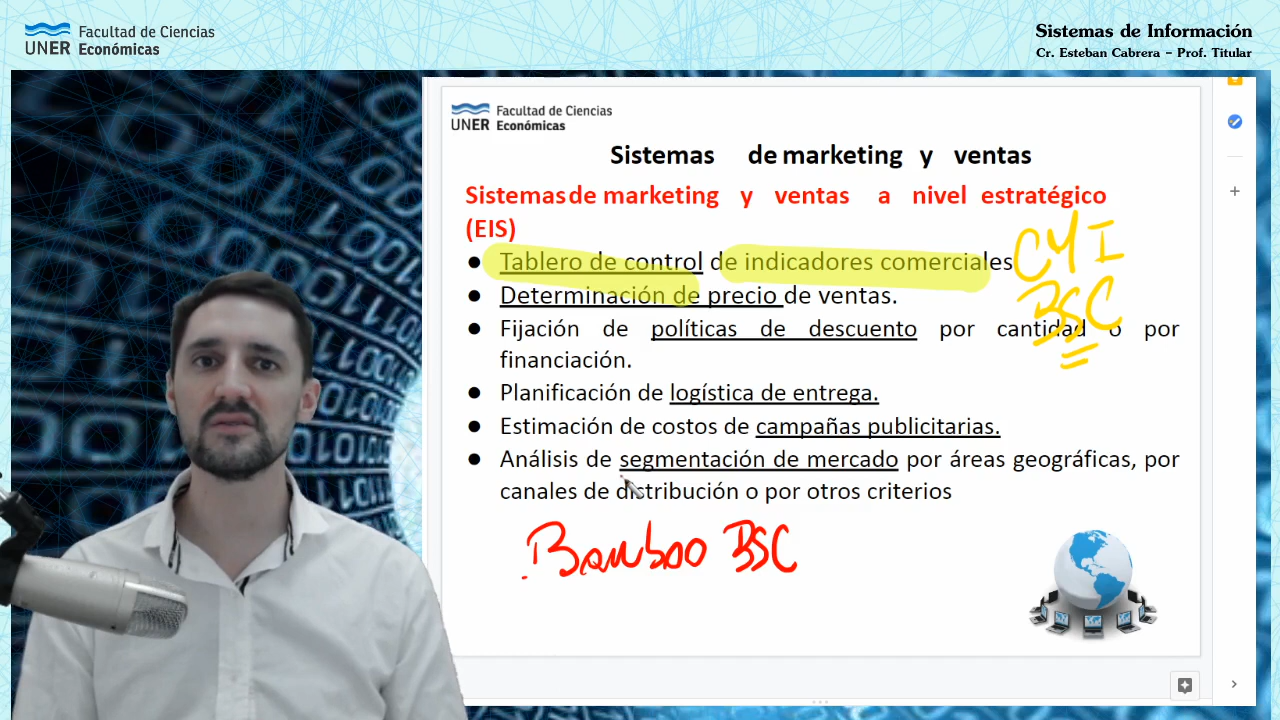 UNER Facultad de Ciencias
Económicas
Sistemas de Información
Cr. Esteban Cabrera - Prof. Titular
UNER Facultad de Ciencias
Económicas
Sistemas de marketing y ventas
Sistemas de marketing y ventas a nivel estratégico
(EIS)
● Tablero de control de indicadores comerciales
● Determinación de precio de ventas.
● Fijación de políticas de descuento por cantidad o por
financiación.
● Planificación de logística de entrega.
● Estimación de costos de campañas publicitarias.
● Análisis de segmentación de mercado por áreas geográficas, por
canales de distribución o por otros criterios
CMI
BSC
Bamboo BSC